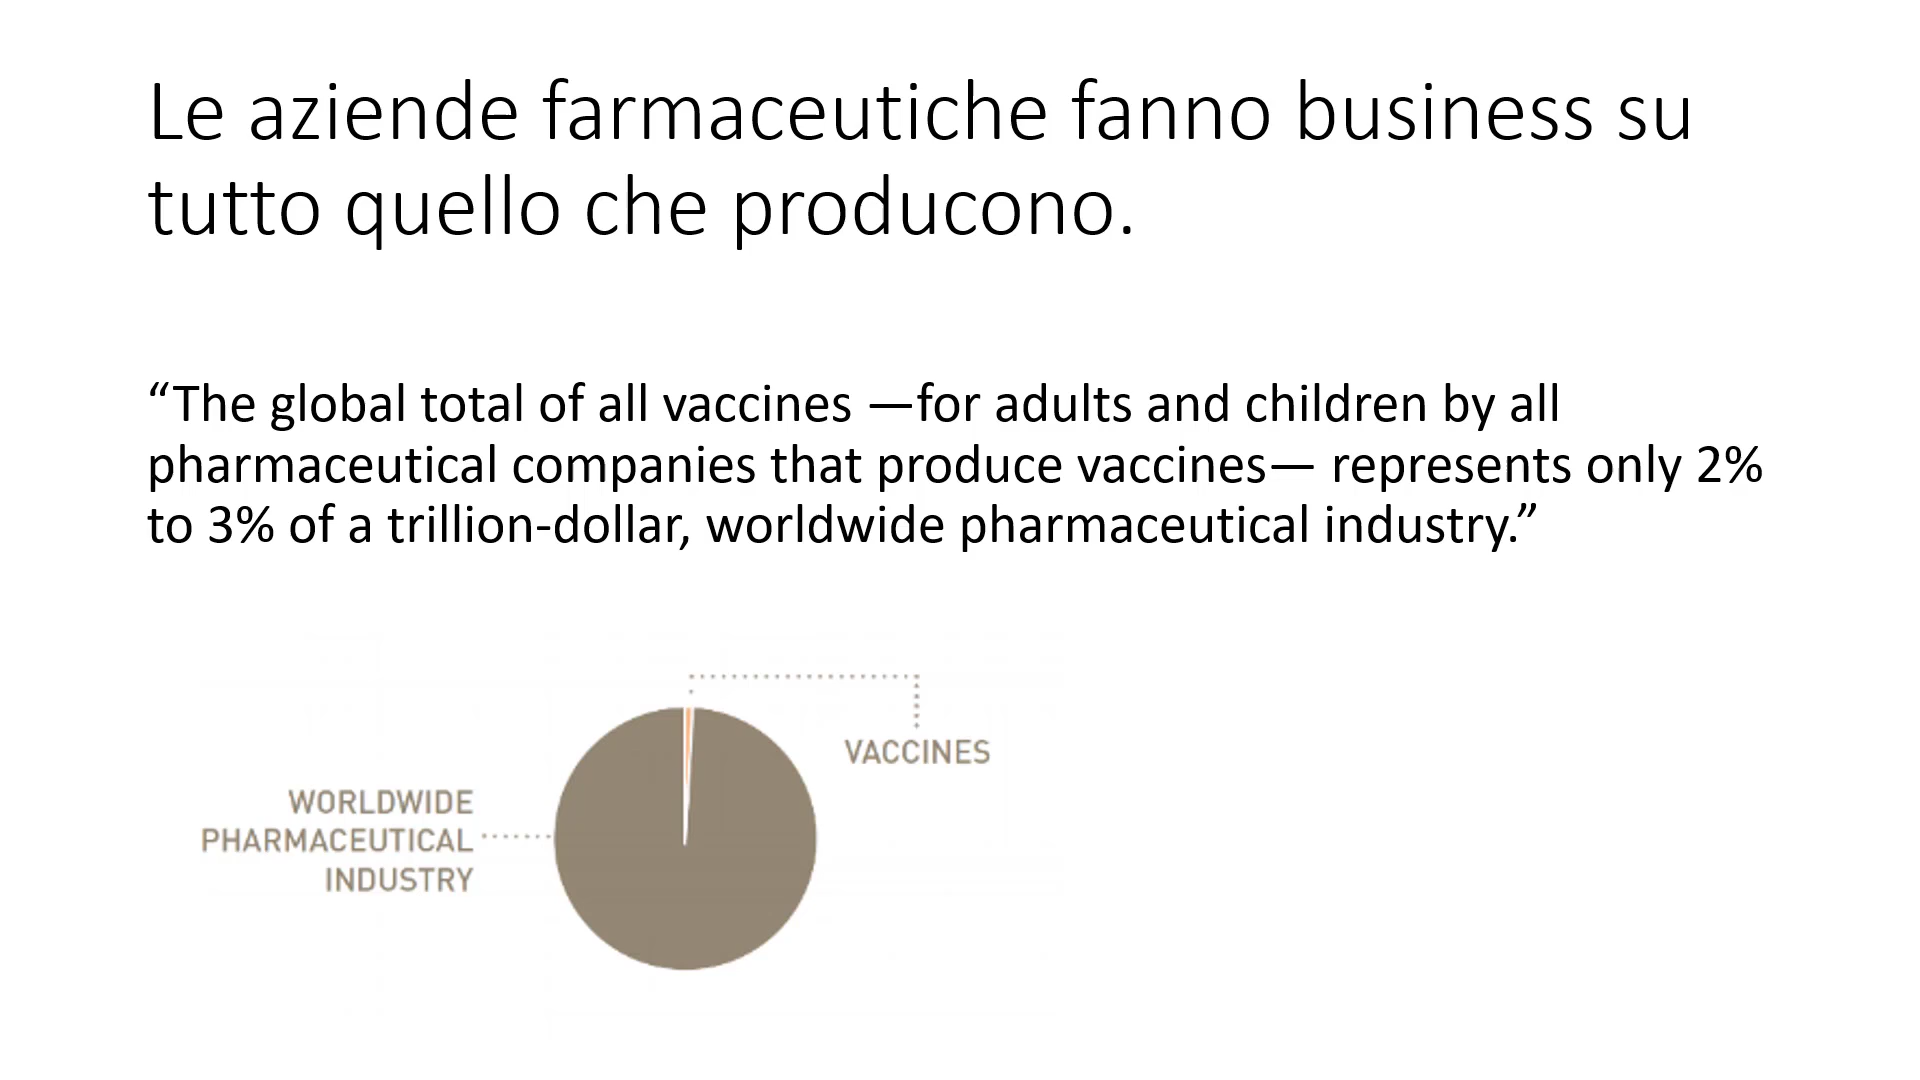 Le aziende farmaceutiche fanno business su
tutto quello che producono.
“The global total of all vaccines —for adults and children by all
pharmaceutical companies that produce vaccines— represents only 2%
to 3% of a trillion-dollar, worldwide pharmaceutical industry.”
VACCINES
WORLDWIDE
PHARMACEUTICAL
INDUSTRY